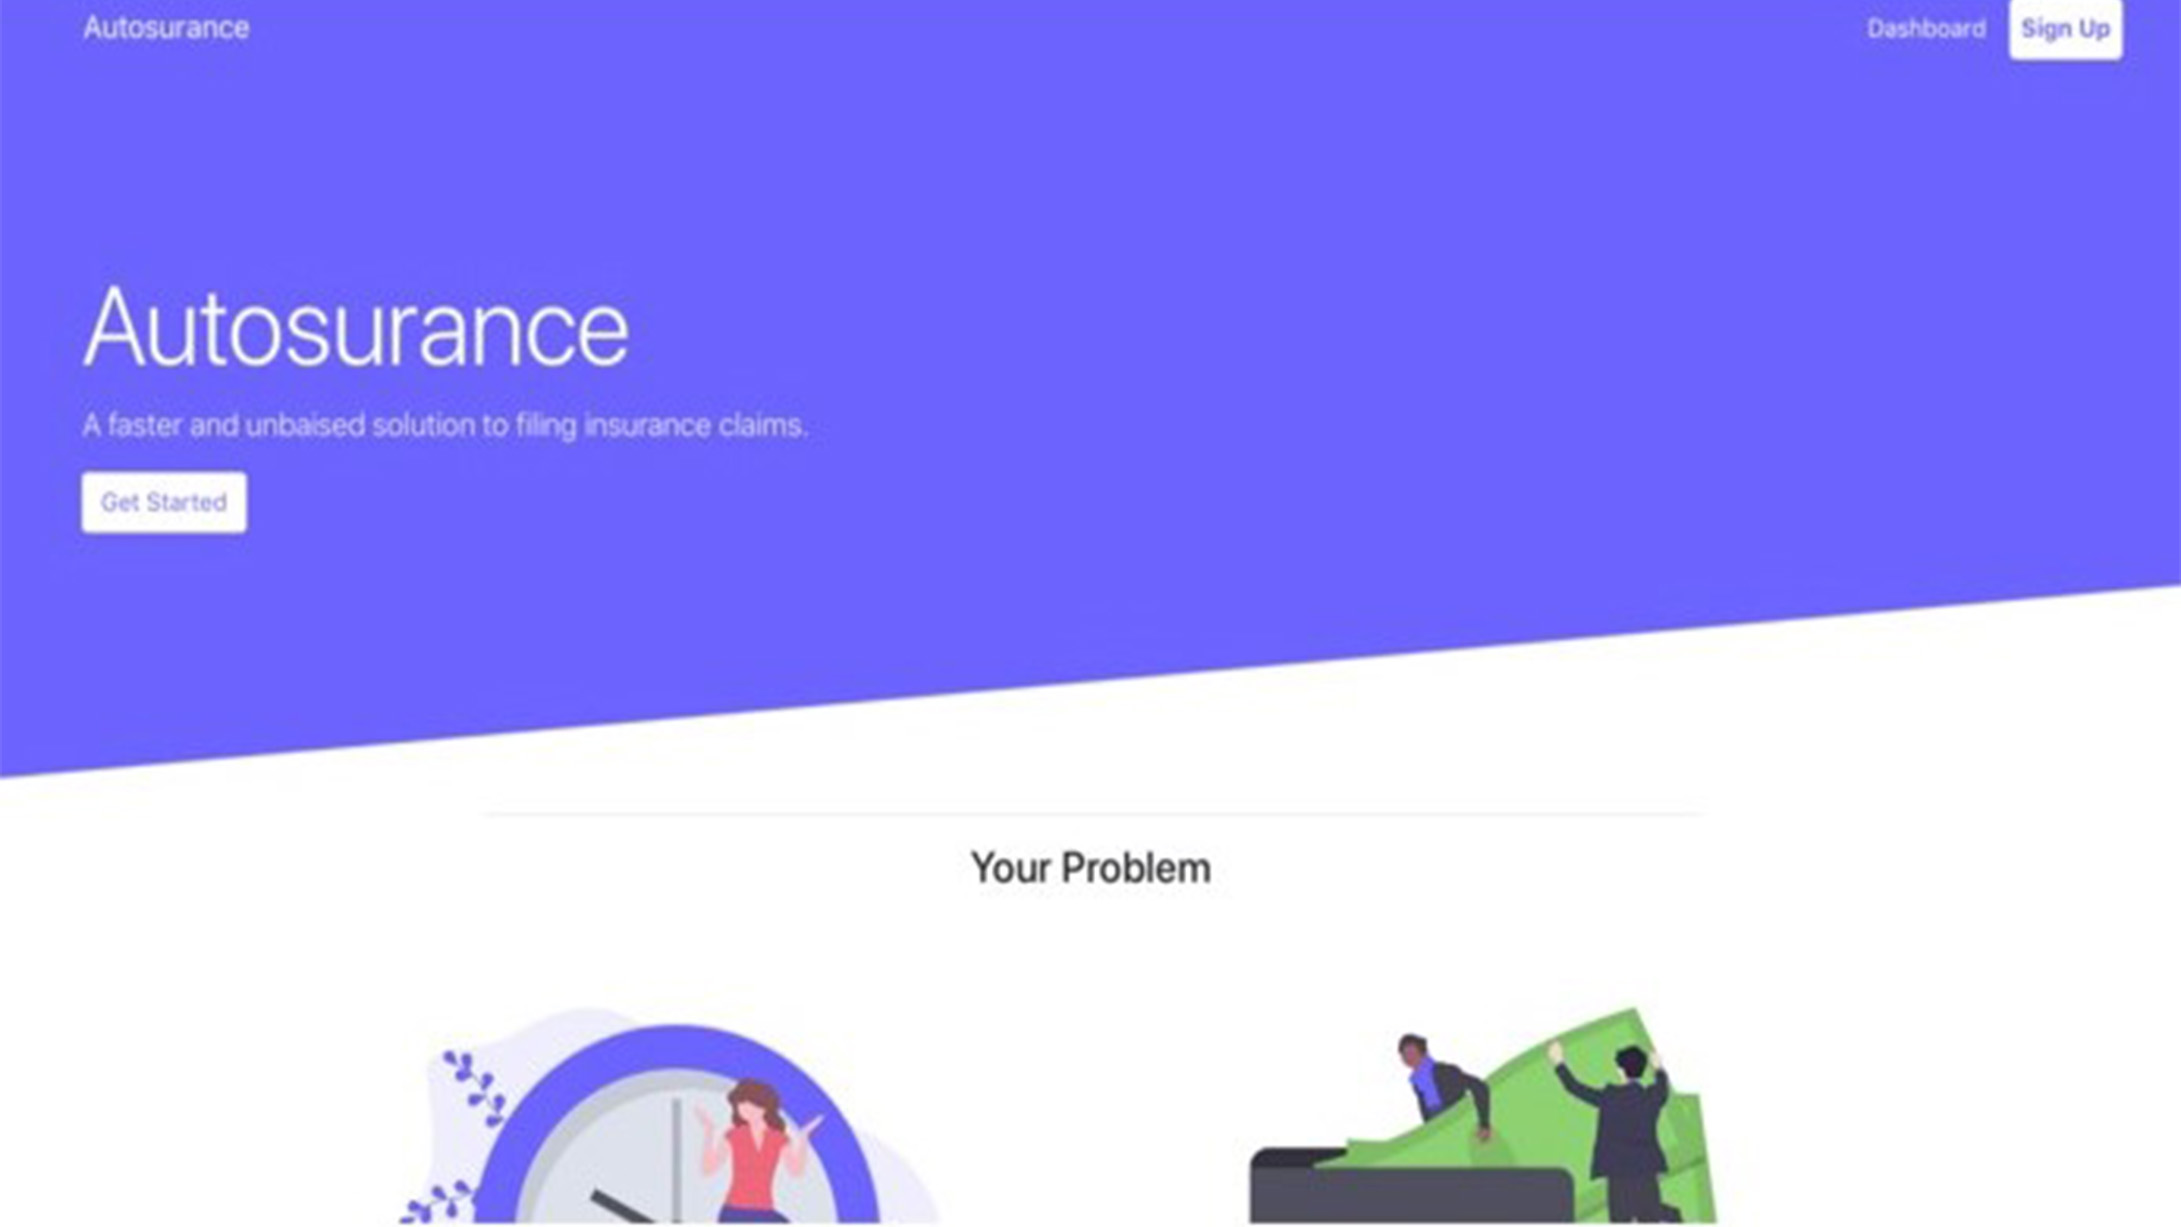 Autosurance
Dashboard
Sign Up
Autosurance
A faster and unbaised solution to filing insurance claims.
Get Started
Your Problem